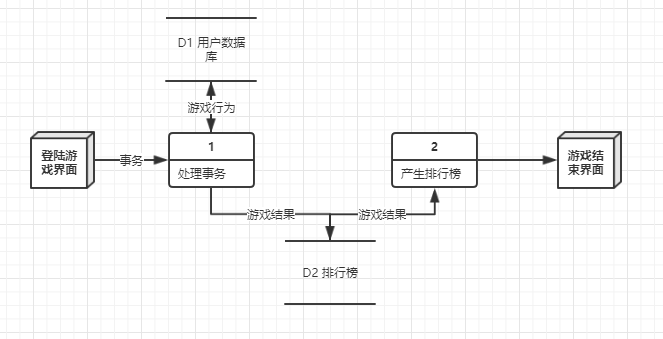 D1 用户数据
库
游戏行为
登陆游
戏界面
事务
1
处理事务
2
产生排行榜
游戏结
束界面
游戏结果
游戏结果
D2 排行榜